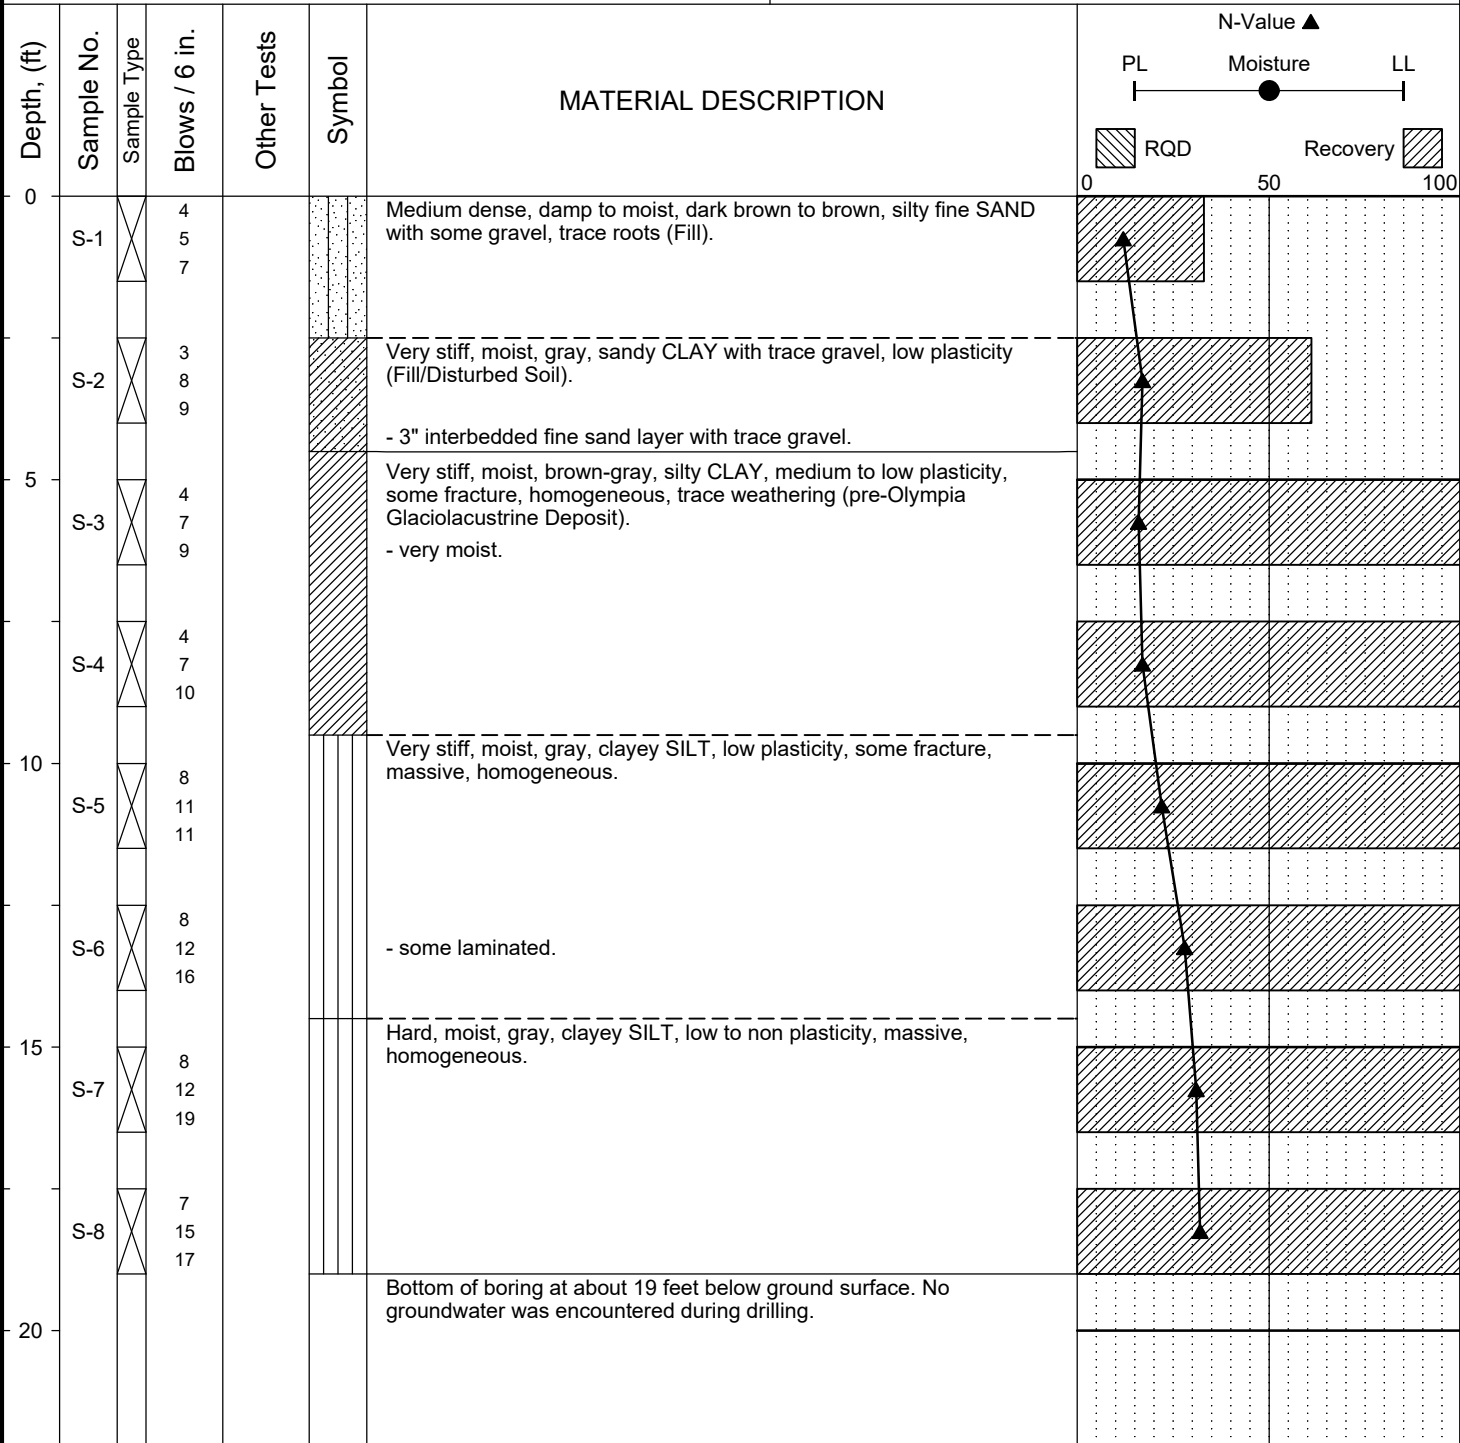 N-Value
PL Moisture LL
RQD Recovery
0 50 100
Depth, (ft)
Sample No.
Sample Type
Blows / 6 in.
Other Tests
Symbol
MATERIAL DESCRIPTION
0
S-1
4
5
7
Medium dense, damp to moist, dark brown to brown, silty fine SAND
with some gravel, trace roots (Fill).
S-2
3
8
9
Very stiff, moist, gray, sandy CLAY with trace gravel, low plasticity
(Fill/Disturbed Soil).
- 3" interbedded fine sand layer with trace gravel.
5
S-3
4
7
9
Very stiff, moist, brown-gray, silty CLAY, medium to low plasticity,
some fracture, homogeneous, trace weathering (pre-Olympia
Glaciolacustrine Deposit).
- very moist.
S-4
4
7
10
10
S-5
8
11
11
Very stiff, moist, gray, clayey SILT, low plasticity, some fracture,
massive, homogeneous.
S-6
8
12
16
- some laminated.
15
S-7
8
12
19
Hard, moist, gray, clayey SILT, low to non plasticity, massive,
homogeneous.
S-8
7
15
17
Bottom of boring at about 19 feet below ground surface. No
groundwater was encountered during drilling.
20